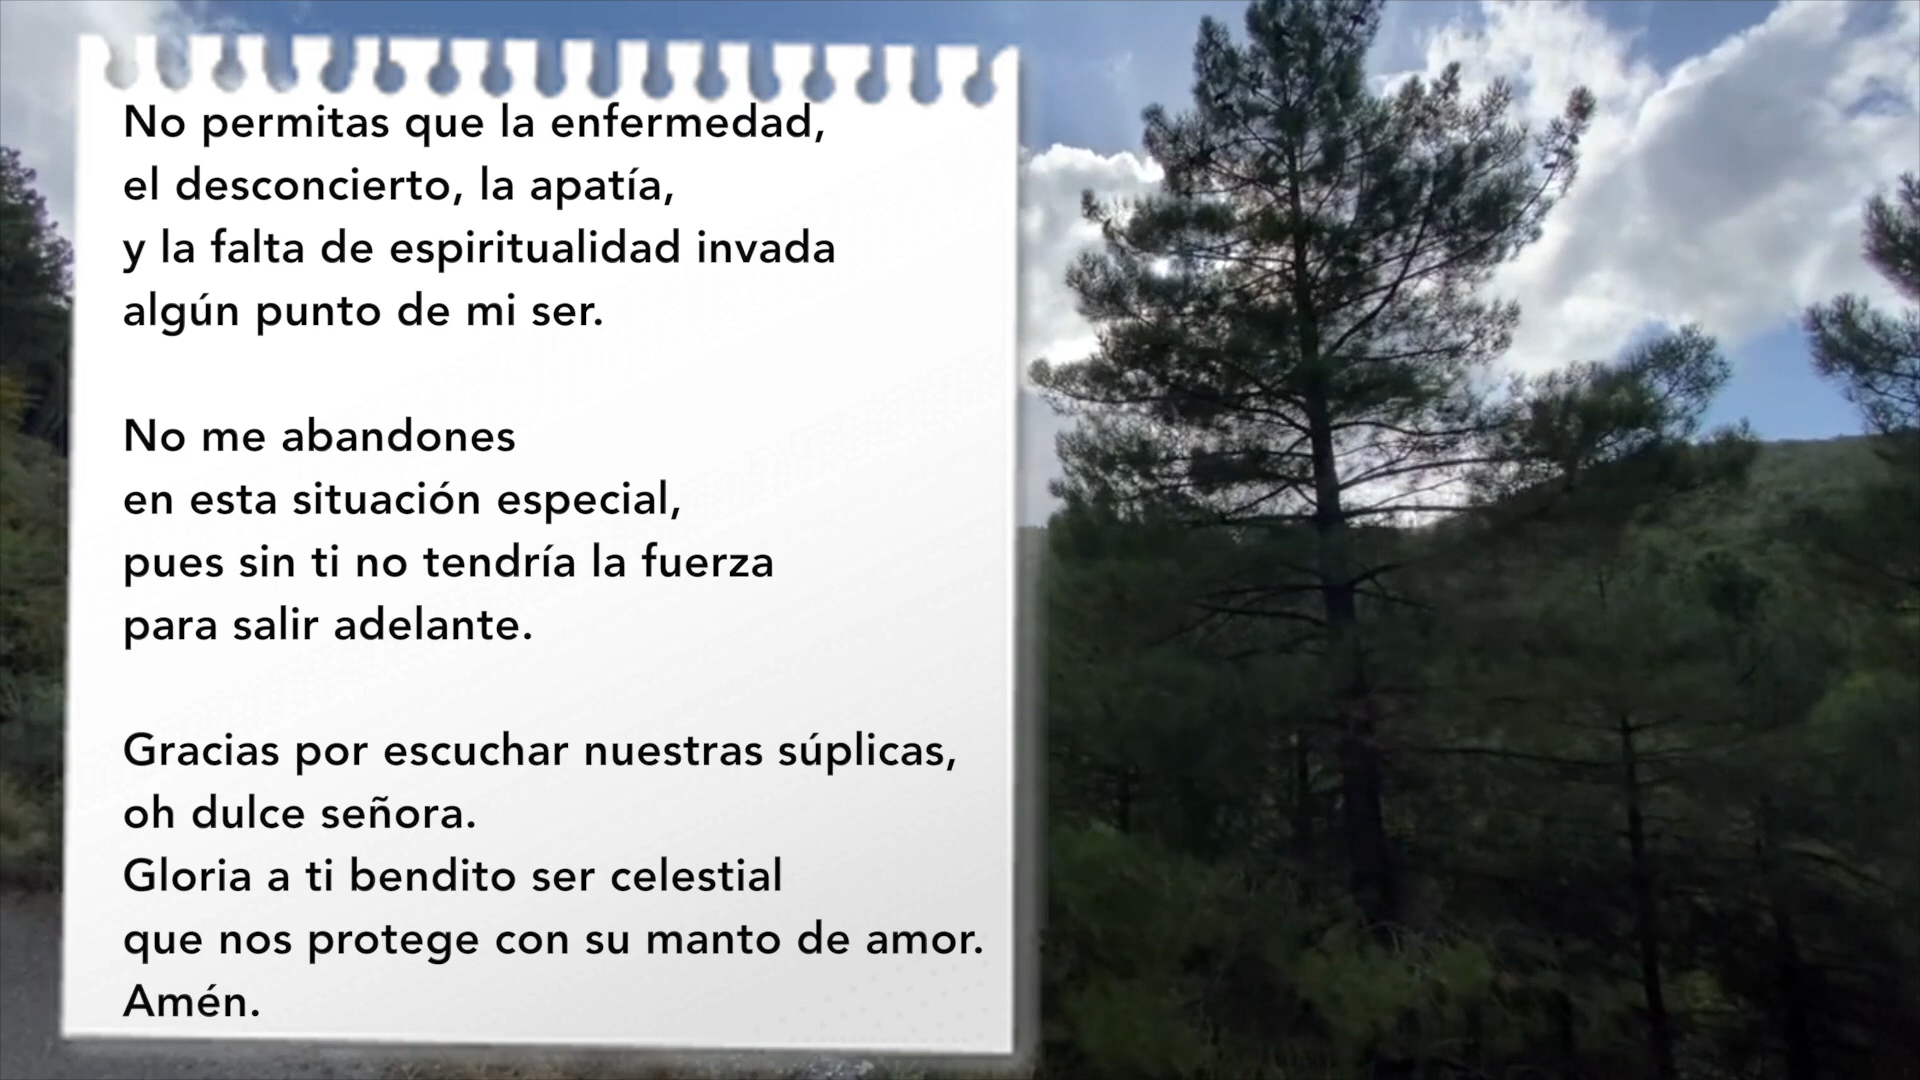 No permitas que la enfermedad,
el desconcierto, la apatía,
y la falta de espiritualidad invada
algún punto de mi ser.
No me abandones
en esta situación especial,
pues sin ti no tendría la fuerza
para salir adelante.
Gracias por escuchar nuestras súplicas,
oh dulce señora.
Gloria a ti bendito ser celestial
que nos protege con su manto de amor.
Amén.